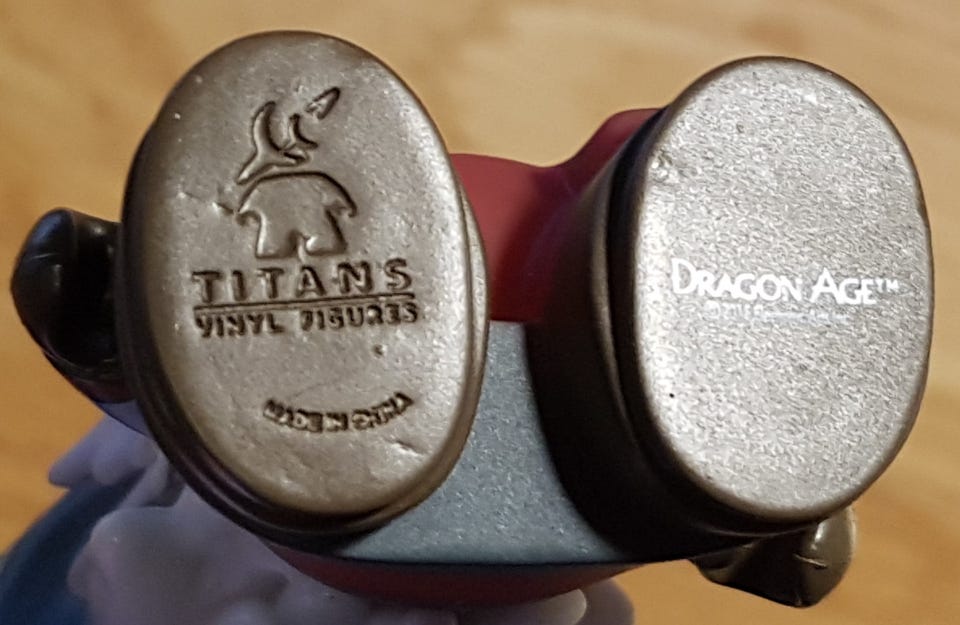 TITANS
VINYL FIGURES
MADE IN CHINA
DRAGON AGE™